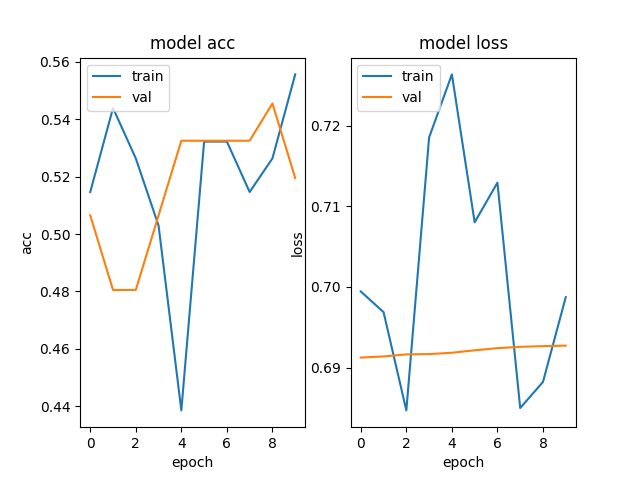 model acc
train
val
0.56
0.54
0.52
0.50
0.48
0.46
0.44
acc
0 2 4 6 8
epoch
model loss
train
val
0.72
0.71
0.70
0.69
loss
0 2 4 6 8
epoch